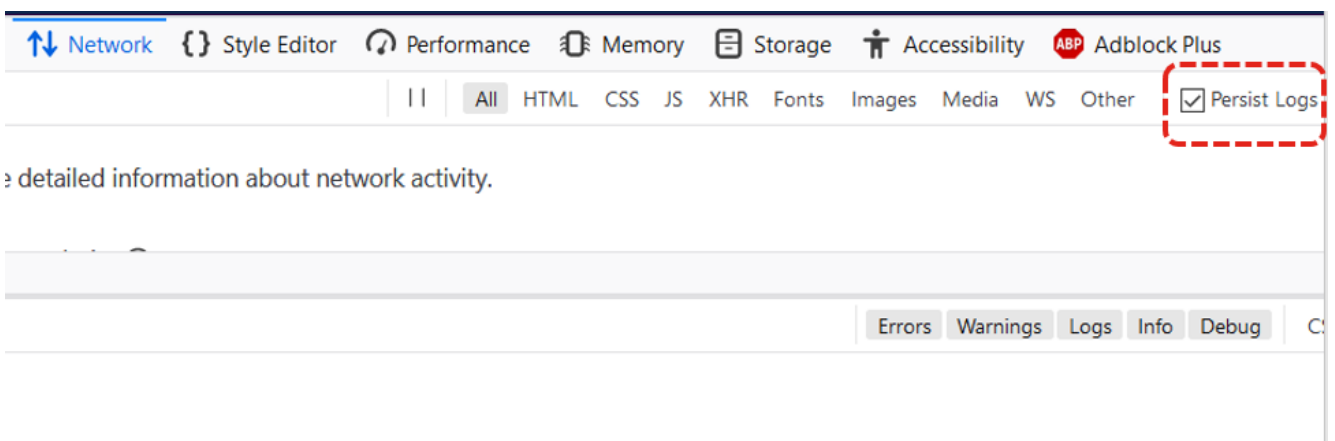 Network { } Style Editor Performance Memory Storage Accessibility ABP Adblock Plus
All HTML CSS JS XHR Fonts Images Media WS Other Persist Logs
detailed information about network activity.
Errors Warnings Logs Info Debug